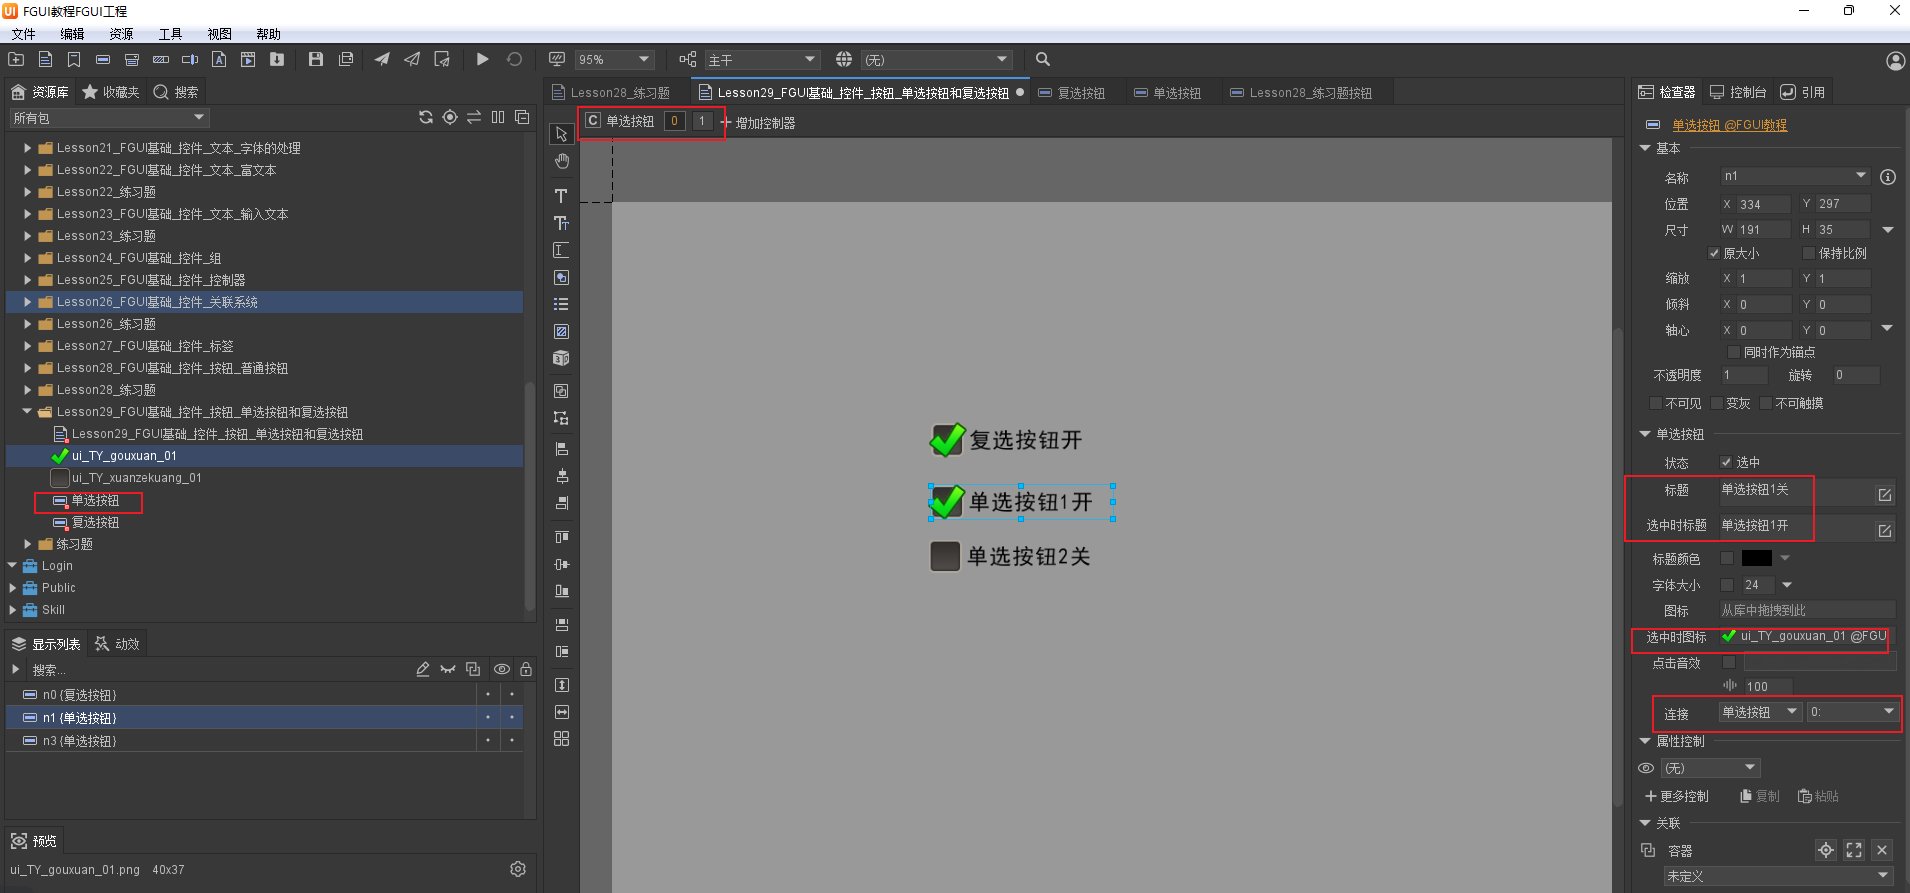 FGUI教程FGUI工程
文件 编辑 资源 工具 视图 帮助
95% 主干 (无)
资源库 收藏夹 搜索
所有包
Lesson21_FGUI基础_控件_文本_字体的处理
Lesson22_FGUI基础_控件_文本_富文本
Lesson22_练习题
Lesson23_FGUI基础_控件_文本_输入文本
Lesson23_练习题
Lesson24_FGUI基础_控件_组
Lesson25_FGUI基础_控件_控制器
Lesson26_FGUI基础_控件_关联系统
Lesson26_练习题
Lesson27_FGUI基础_控件_标签
Lesson28_FGUI基础_控件_按钮_普通按钮
Lesson28_练习题
Lesson29_FGUI基础_控件_按钮_单选按钮和复选按钮
Lesson29_FGUI基础_控件_按钮_单选按钮和复选按钮
ui_TY_gouxuan_01
ui_TY_xuanzekuang_01
单选按钮
复选按钮
练习题
Login
Public
Skill
显示列表 动效
搜索...
n0 {复选按钮}
n1 {单选按钮}
n3 {单选按钮}
预览
ui_TY_gouxuan_01.png 40x37
Lesson28_练习题 Lesson29_FGUI基础_控件_按钮_单选按钮和复选按钮 复选按钮 单选按钮 Lesson28_练习题按钮
C 单选按钮 0 1 增加控制器
复选按钮开
单选按钮1开
单选按钮2关
检查器 控制台 引用
单选按钮 @FGUI教程
基本
名称 n1
位置 X 334 Y 297
尺寸 W 191 H 35
原大小 保持比例
缩放 X 1 Y 1
倾斜 X 0 Y 0
轴心 X 0 Y 0
同时作为锚点
不透明度 1 旋转 0
不可见 变灰 不可触摸
单选按钮
状态 选中
标题 单选按钮1关
选中时标题 单选按钮1开
标题颜色
字体大小 24
图标 从库中拖拽到此
选中时图标 ui_TY_gouxuan_01 @FGU
点击音效
100
连接 单选按钮 0:
属性控制
(无)
更多控制 复制 粘贴
关联
容器
未定义